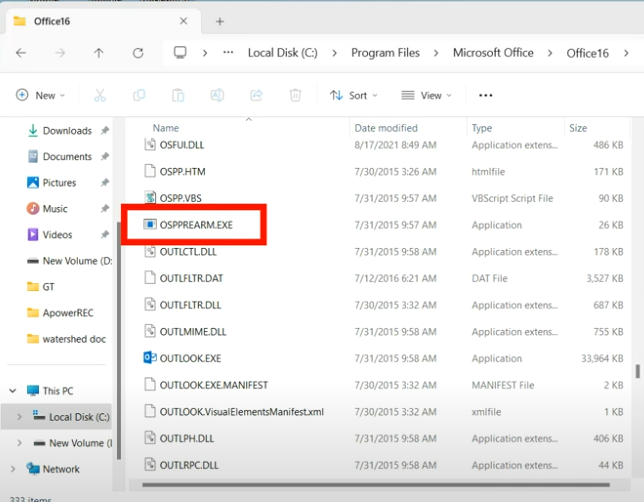 Office16
Local Disk (C:) > Program Files > Microsoft Office > Office16 >
New Sort View
Name Date modified Type Size
Downloads
Documents
Pictures
Music
Videos
New Volume (D:
GT
ApowerREC
watershed doc
This PC
Local Disk (C:)
New Volume (
Network
OSFUI.DLL 8/17/2021 8:49 AM Application extens... 486 KB
OSPP.HTM 7/30/2015 3:26 AM htmlfile 171 KB
OSPP.VBS 7/31/2015 9:57 AM VBScript Script File 90 KB
OSPPREARM.EXE 7/31/2015 9:57 AM Application 26 KB
OUTLCTL.DLL 7/31/2015 9:58 AM Application extens... 178 KB
OUTLFLTR.DAT 7/12/2016 6:21 AM DAT File 3,527 KB
OUTLFLTR.DLL 7/30/2015 3:32 AM Application extens... 687 KB
OUTLMIME.DLL 7/31/2015 9:58 AM Application extens... 755 KB
OUTLOOK.EXE 7/31/2015 9:58 AM Application 33,964 KB
OUTLOOK.EXE.MANIFEST 7/30/2015 3:32 AM MANIFEST File 2 KB
OUTLOOK.VisualElementsManifest.xml 7/30/2015 3:32 AM xmlfile 1 KB
OUTLPH.DLL 7/31/2015 9:58 AM Application extens... 406 KB
OUTLRPC.DLL 7/31/2015 9:58 AM Application extens... 44 KB
333 items